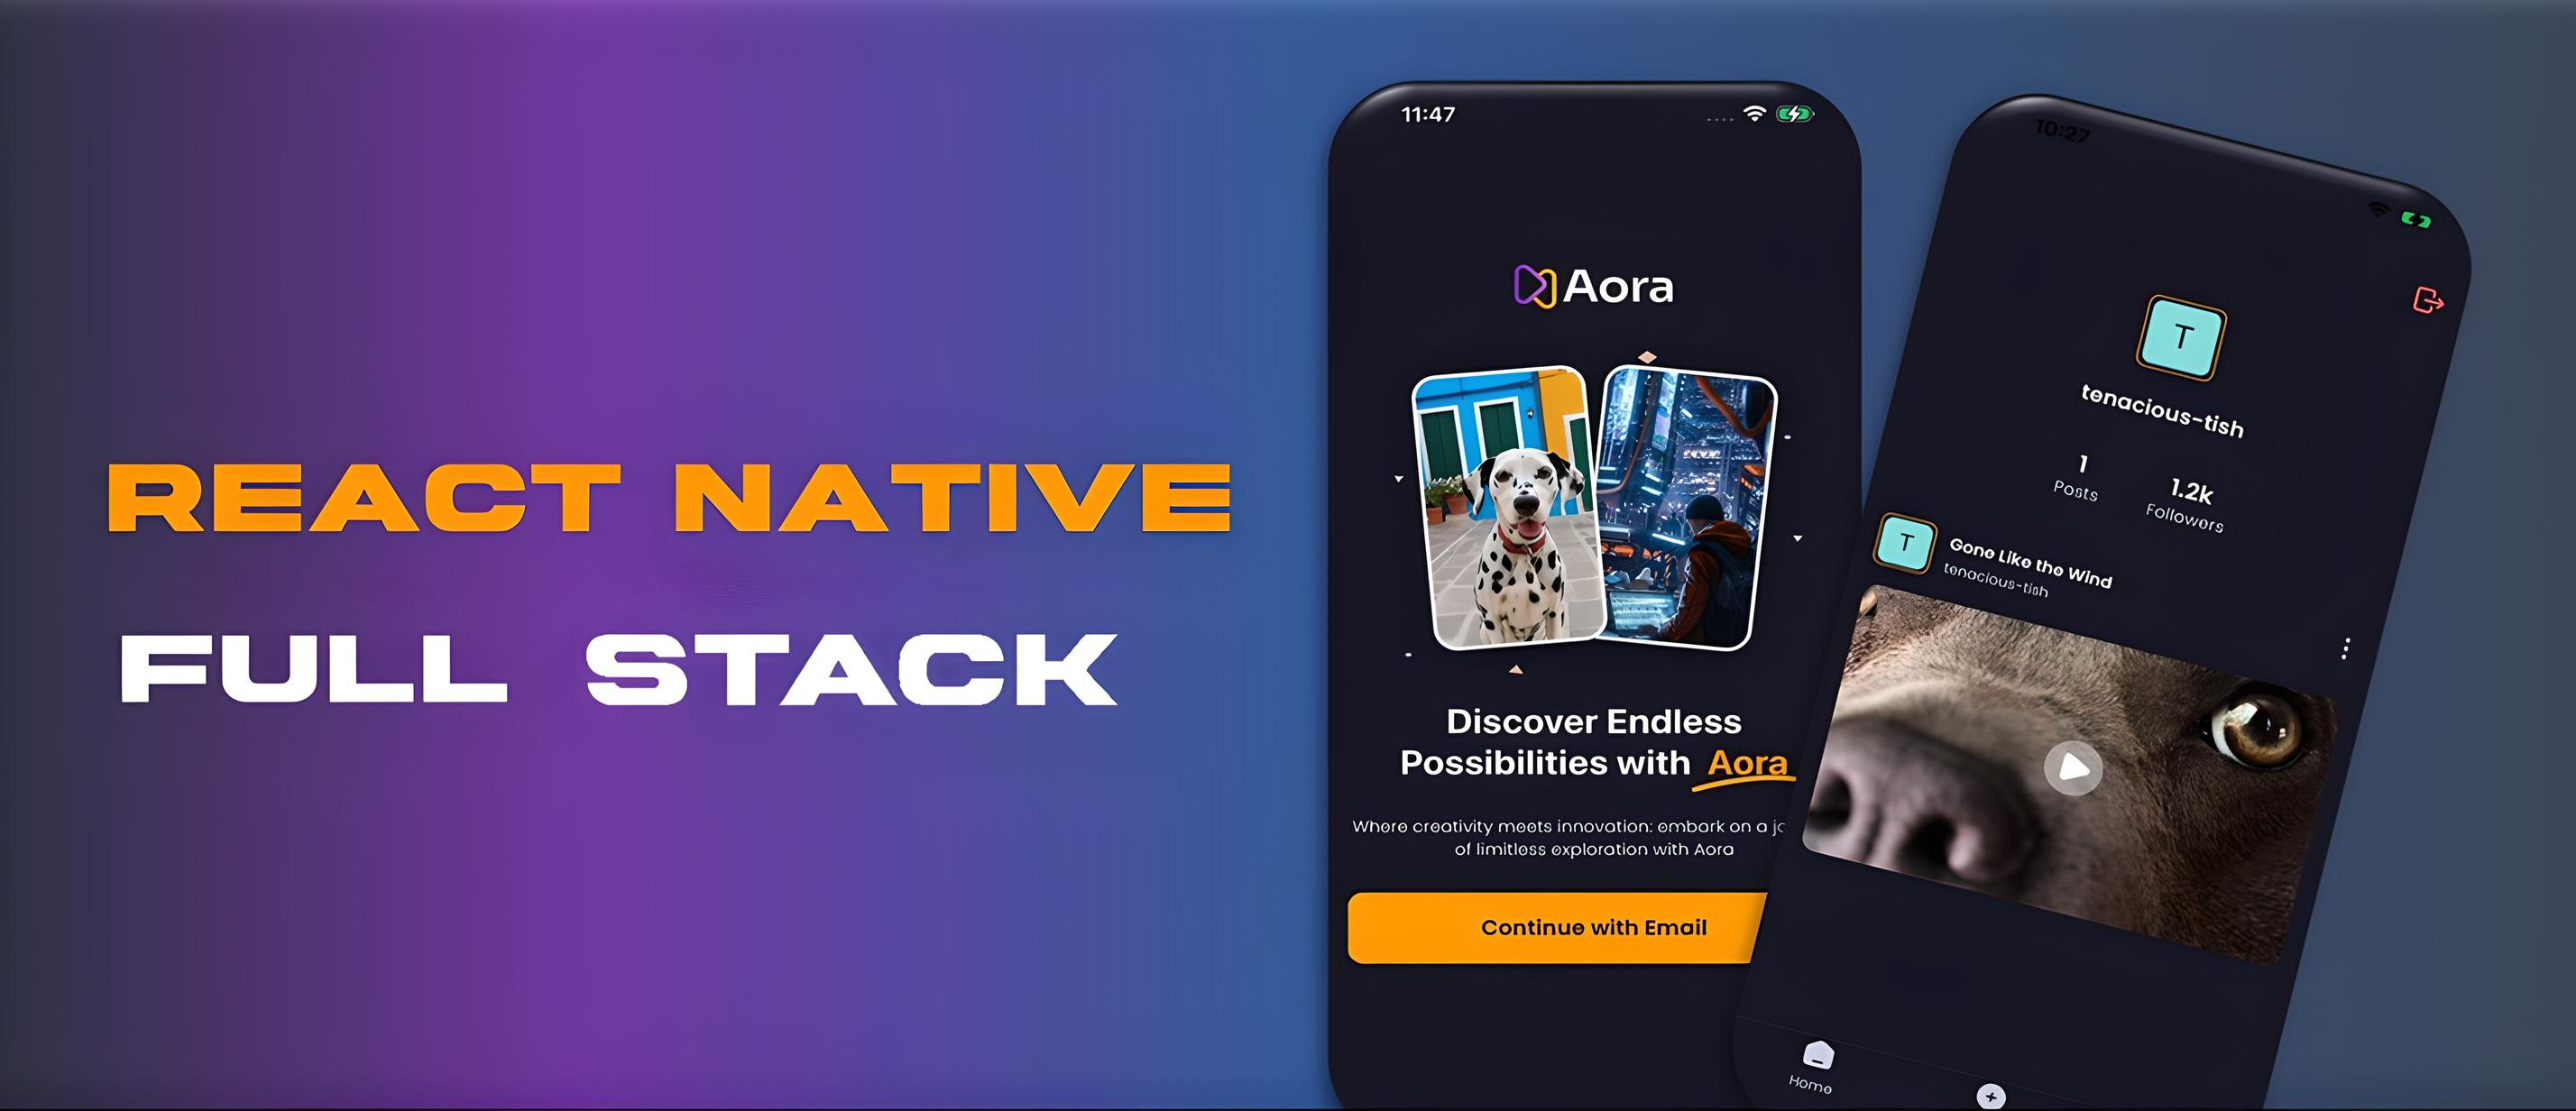 REACT NATIVE
FULL STACK
11:47
Aora
Discover Endless
Possibilities with Aora
Where creativity meets innovation: embark on a
of limitless exploration with Aora
Continue with Email
10:27
T
tenacious-tish
1
Posts
1.2k
Followers
T
Gone Like the Wind
tenacious-tish
Home